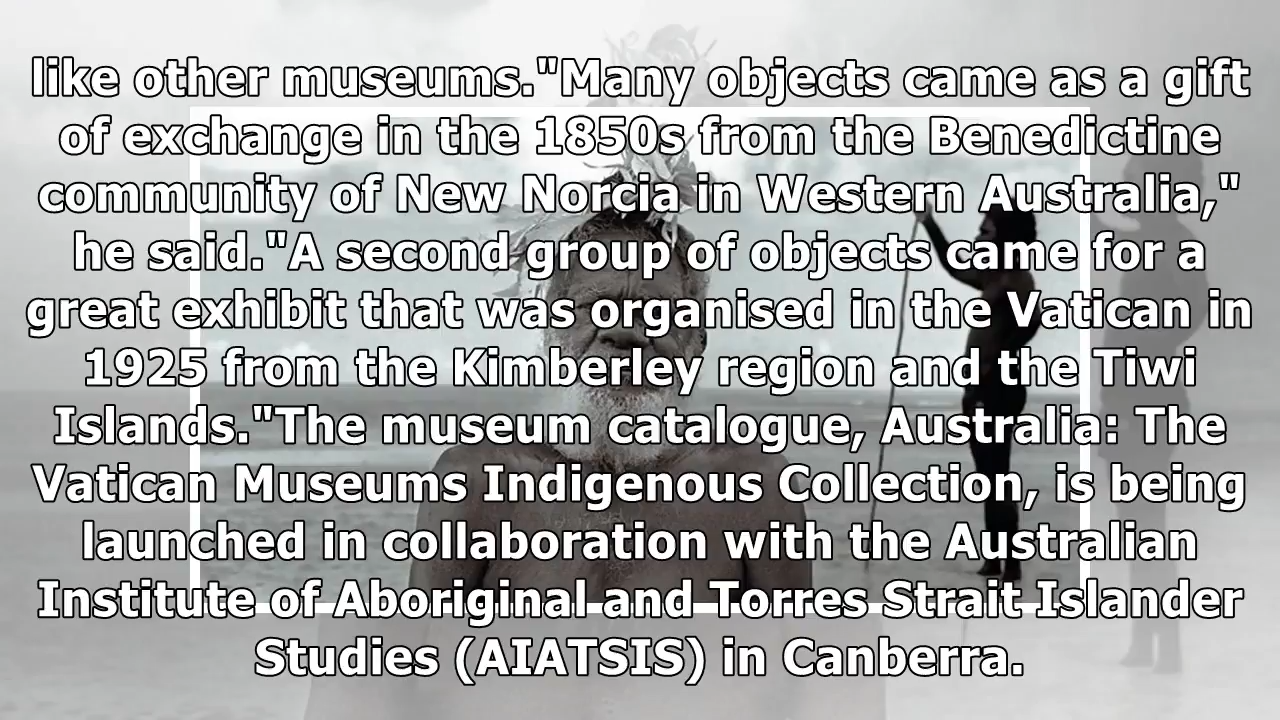 like other museums."Many objects came as a gift
of exchange in the 1850s from the Benedictine
community of New Norcia in Western Australia,"
he said."A second group of objects came for a
great exhibit that was organised in the Vatican in
1925 from the Kimberley region and the Tiwi
Islands."The museum catalogue, Australia: The
Vatican Museums Indigenous Collection, is being
launched in collaboration with the Australian
Institute of Aboriginal and Torres Strait Islander
Studies (AIATSIS) in Canberra.